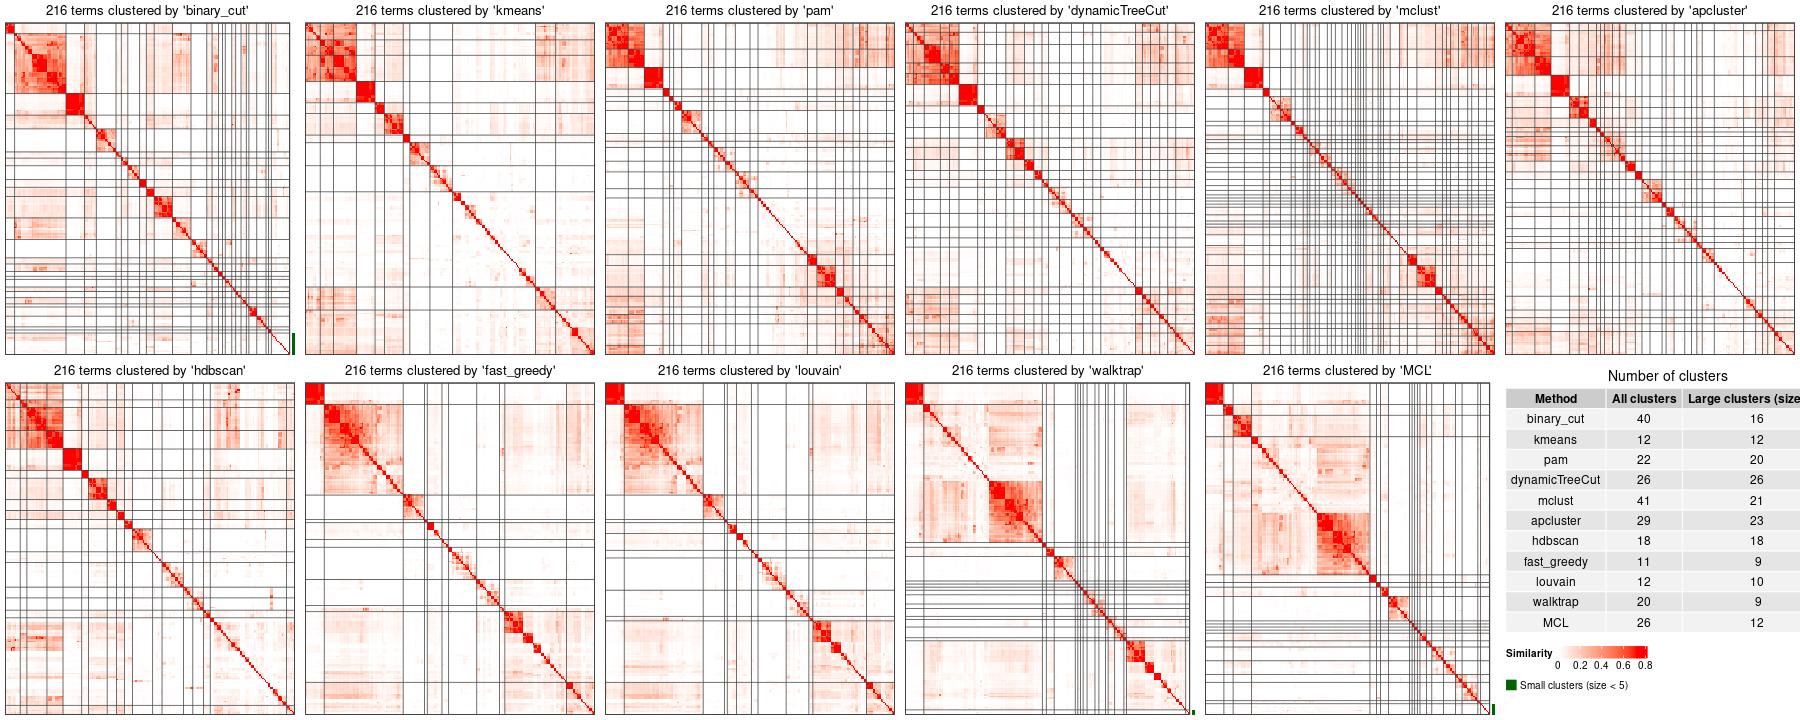 216 terms clustered by 'binary_cut'
216 terms clustered by 'kmeans'
216 terms clustered by 'pam'
216 terms clustered by 'dynamicTreeCut'
216 terms clustered by 'mclust'
216 terms clustered by 'apcluster'
216 terms clustered by 'hdbscan'
216 terms clustered by 'fast_greedy'
216 terms clustered by 'louvain'
216 terms clustered by 'walktrap'
216 terms clustered by 'MCL'
Number of clusters
Method All clusters Large clusters (size
binary_cut 40 16
kmeans 12 12
pam 22 20
dynamicTreeCut 26 26
mclust 41 21
apcluster 29 23
hdbscan 18 18
fast_greedy 11 9
louvain 12 10
walktrap 20 9
MCL 26 12
Similarity
0 0.2 0.4 0.6 0.8
Small clusters (size < 5)